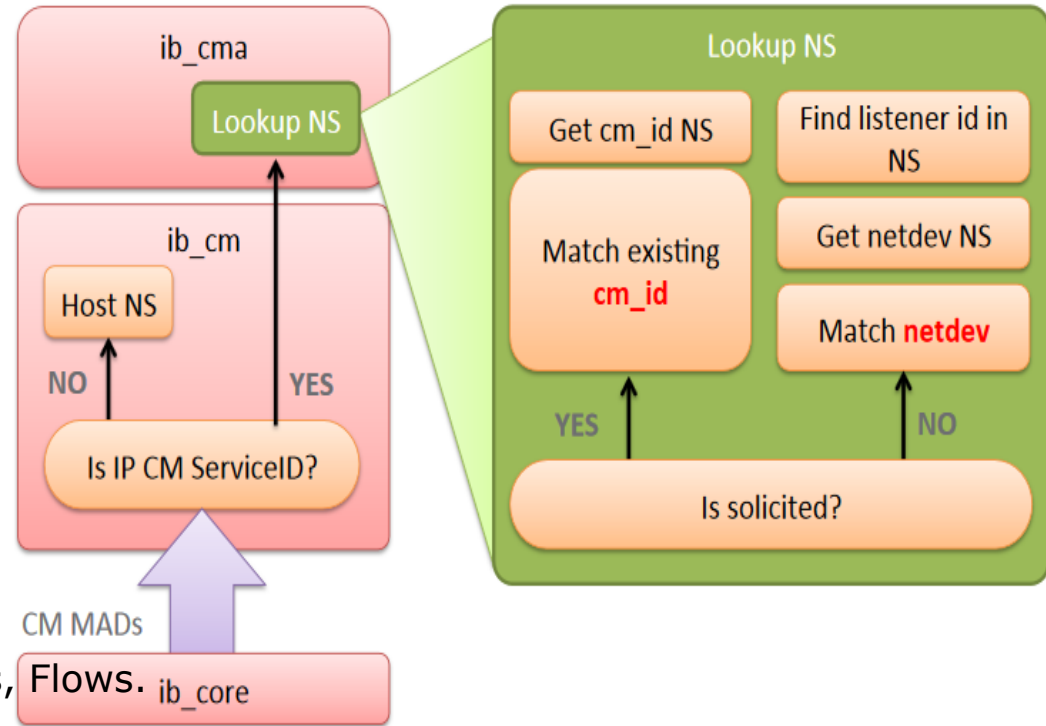 ib_cma
Lookup NS
ib_cm
Host NS
NO
YES
Is IP CM ServiceID?
CM MADs
, Flows.
ib_core
Lookup NS
Get cm_id NS
Match existing
cm_id
Find listener id in
NS
Get netdev NS
Match netdev
YES
NO
Is solicited?